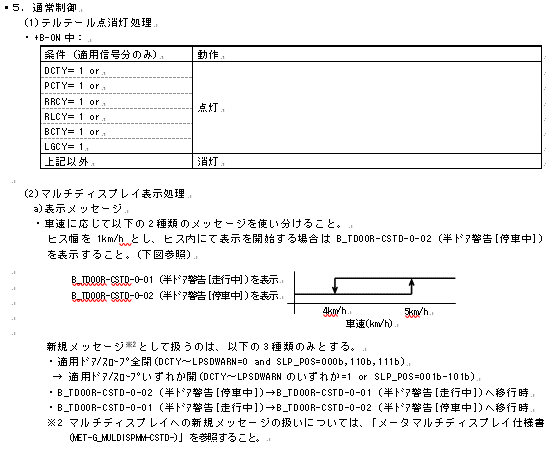 ５．通常制御
(1)テルテール点消灯処理
・+B-ON 中：
条件（適用信号分のみ） 動作
DCTY= 1 or
PCTY= 1 or
RRCY= 1 or
RLCY= 1 or
BCTY= 1 or
LGCY= 1
点灯
上記以外 消灯
(2)マルチディスプレイ表示処理
a)表示メッセージ
・車速に応じて以下の２種類のメッセージを使い分けること。
ヒス幅を 1km/h とし、ヒス内にて表示を開始する場合は B_TDOOR-CSTD-0-02（半ﾄﾞｱ警告[停車中]）
を表示すること。(下図参照)
B_TDOOR-CSTD-0-01（半ﾄﾞｱ警告[走行中]）を表示
B_TDOOR-CSTD-0-02（半ﾄﾞｱ警告[停車中]）を表示
4km/h 5km/h
車速(km/h)
新規メッセージ※2として扱うのは、以下の３種類のみとする。
・適用ﾄﾞｱ/ｽﾛｰﾌﾟ全閉(DCTY～LPSDWARN=0 and SLP_POS=000b,110b,111b)
→ 適用ﾄﾞｱ/ｽﾛｰﾌﾟいずれか開(DCTY～LPSDWARN のいずれか=1 or SLP_POS=001b-101b)
・B_TDOOR-CSTD-0-02（半ﾄﾞｱ警告[停車中]）→B_TDOOR-CSTD-0-01（半ﾄﾞｱ警告[走行中]）へ移行時
・B_TDOOR-CSTD-0-01（半ﾄﾞｱ警告[走行中]）→B_TDOOR-CSTD-0-02（半ﾄﾞｱ警告[停車中]）へ移行時
※２ マルチディスプレイへの新規メッセージの扱いについては、「メータマルチディスプレイ仕様書
(MET-G_MULDISPMM-CSTD-)」を参照すること。